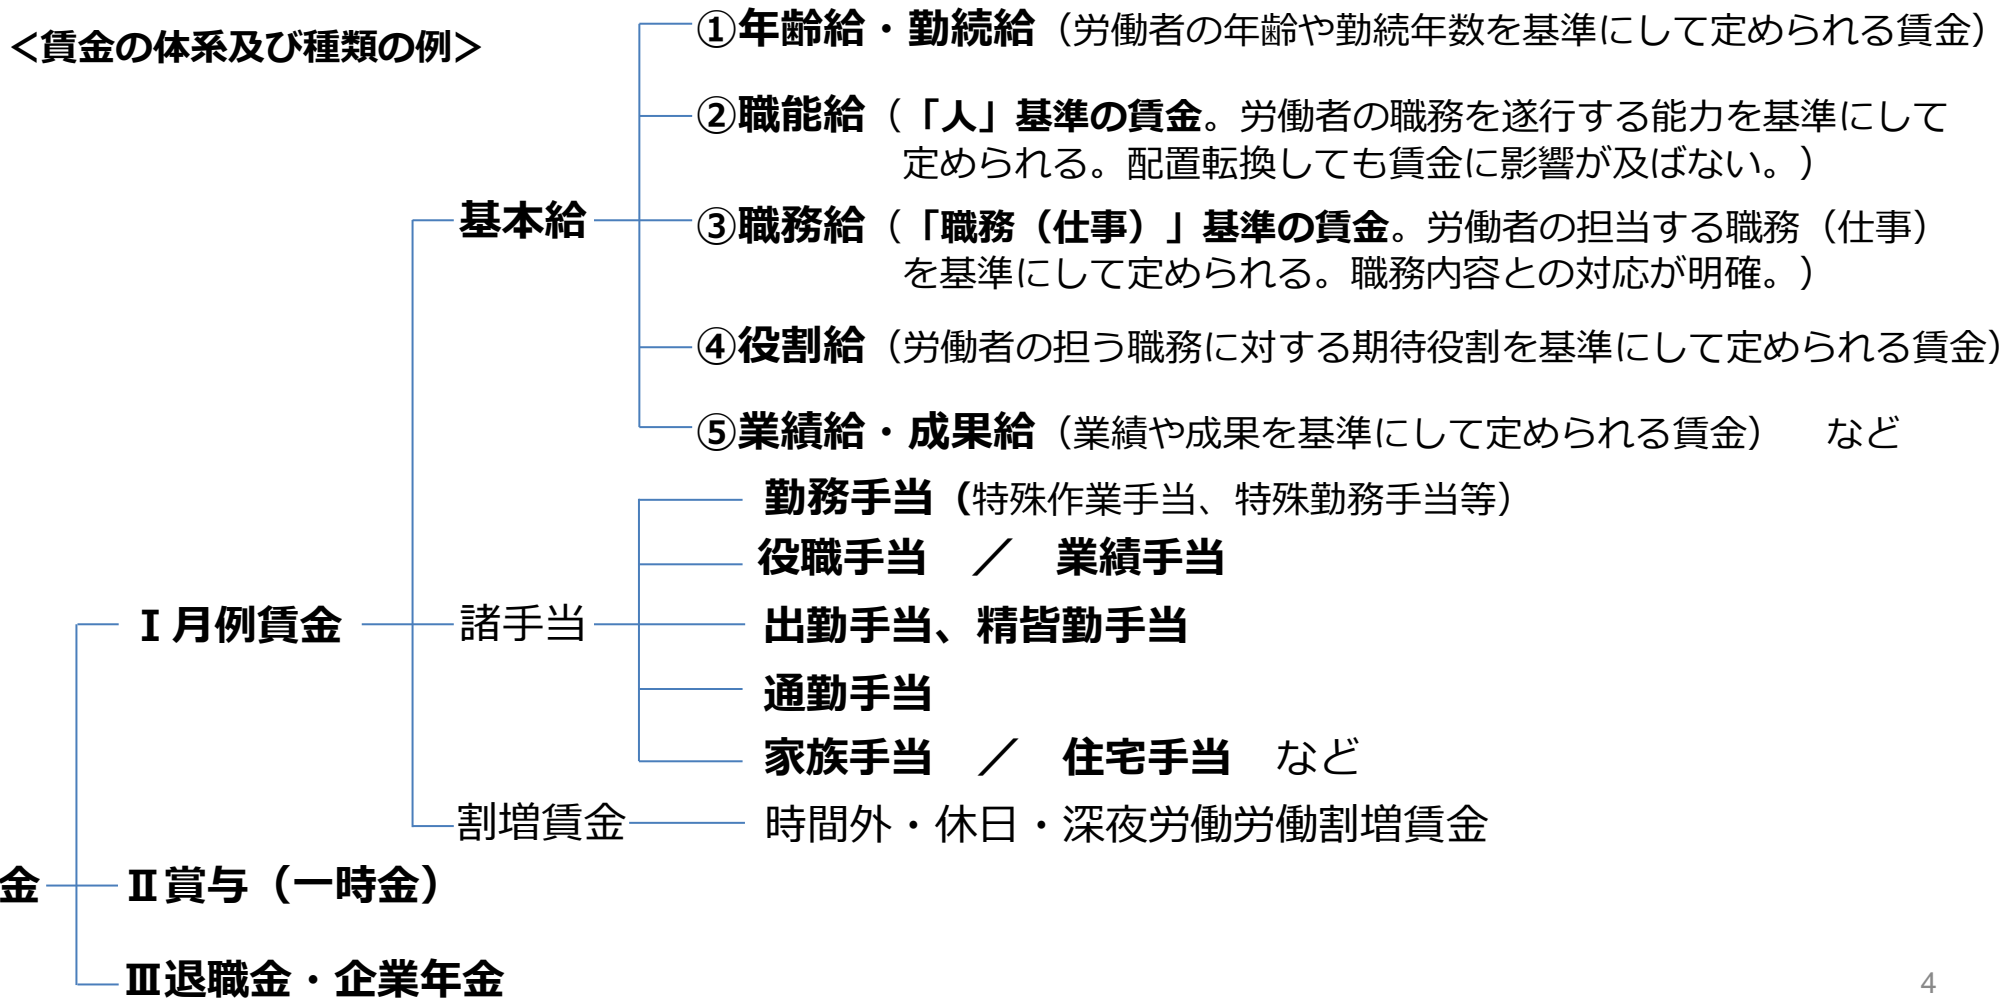 ＜賃金の体系及び種類の例＞
①年齢給・勤続給（労働者の年齢や勤続年数を基準にして定められる賃金）
②職能給（「人」基準の賃金。労働者の職務を遂行する能力を基準にして
定められる。配置転換しても賃金に影響が及ばない。）
基本給
③職務給（「職務（仕事）」基準の賃金。労働者の担当する職務（仕事）
を基準にして定められる。職務内容との対応が明確。）
④役割給（労働者の担う職務に対する期待役割を基準にして定められる賃金）
⑤業績給・成果給（業績や成果を基準にして定められる賃金）　など
勤務手当（特殊作業手当、特殊勤務手当等）
役職手当　／　業績手当
Ⅰ月例賃金
諸手当
出勤手当、精皆勤手当
通勤手当
家族手当　／　住宅手当　など
割増賃金
時間外・休日・深夜労働労働割増賃金
金
Ⅱ賞与（一時金）
Ⅲ退職金・企業年金
4